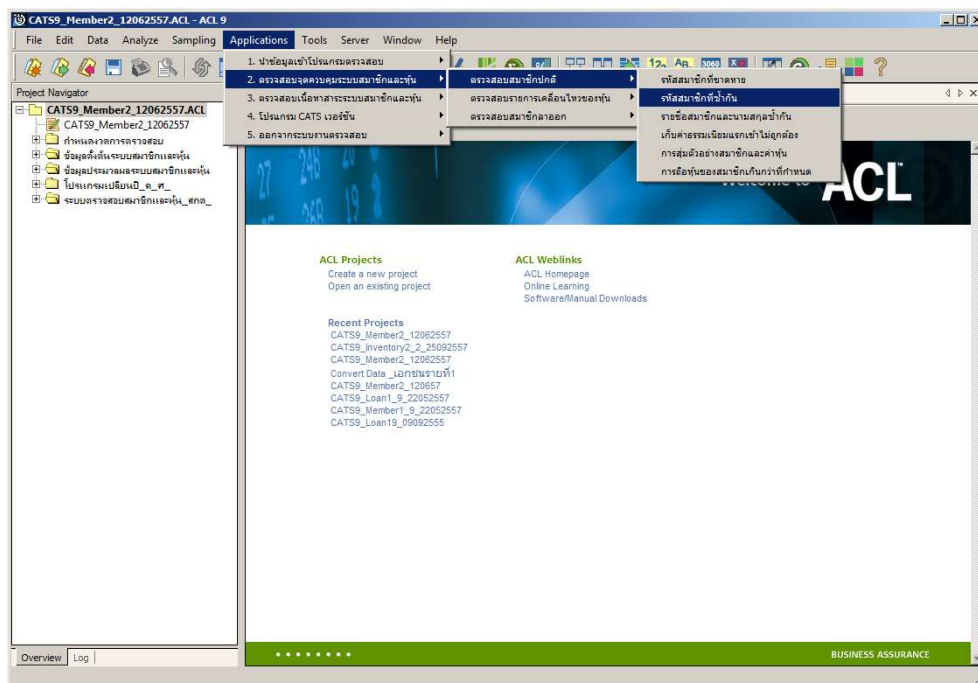 CATS9_Member2_12062557.ACL - ACL 9
File Edit Data Analyze Sampling Applications Tools Server Window Help
1. นำข้อมูลเข้าโปรแกรมตรวจสอบ
2. ตรวจสอบจุดควบคุมระบบสมาชิกและหุ้น
3. ตรวจสอบเนื้อหาสาระระบบสมาชิกและหุ้น
4. โปรแกรม CATS เวอร์ชัน
5. ออกจากระบบงานตรวจสอบ
ตรวจสอบสมาชิกปกติ
ตรวจสอบรายการเคลื่อนไหวของหุ้น
ตรวจสอบสมาชิกลาออก
รหัสสมาชิกที่ขาดหาย
รหัสสมาชิกที่ซ้ำกัน
รายชื่อสมาชิกและนามสกุลซ้ำกัน
เก็บค่าธรรมเนียมแรกเข้าไม่ถูกต้อง
การสุ่มตัวอย่างสมาชิกและค่าหุ้น
การถือหุ้นของสมาชิกเกินกว่าที่กำหนด
Project Navigator
CATS9_Member2_12062557.ACL
CATS9_Member2_12062557
กำหนดงวดการตรวจสอบ
ข้อมูลตั้งต้นระบบสมาชิกและหุ้น
ข้อมูลประมวลผลระบบสมาชิกและหุ้น
โปรแกรมเปลี่ยนปี_ค_ศ_
ระบบตรวจสอบสมาชิกและหุ้น_สกต_
Welcome to ACL™
ACL Projects
Create a new project
Open an existing project
ACL Weblinks
ACL Homepage
Online Learning
Software/Manual Downloads
Recent Projects
CATS9_Member2_12062557
CATS9_Inventory2_2_25092557
CATS9_Member2_12062557
Convert Data _เอกชนรายที่1
CATS9_Member2_120657
CATS9_Loan1_9_22052557
CATS9_Member1_9_22052557
CATS9_Loan19_09092555
Overview Log
BUSINESS ASSURANCE